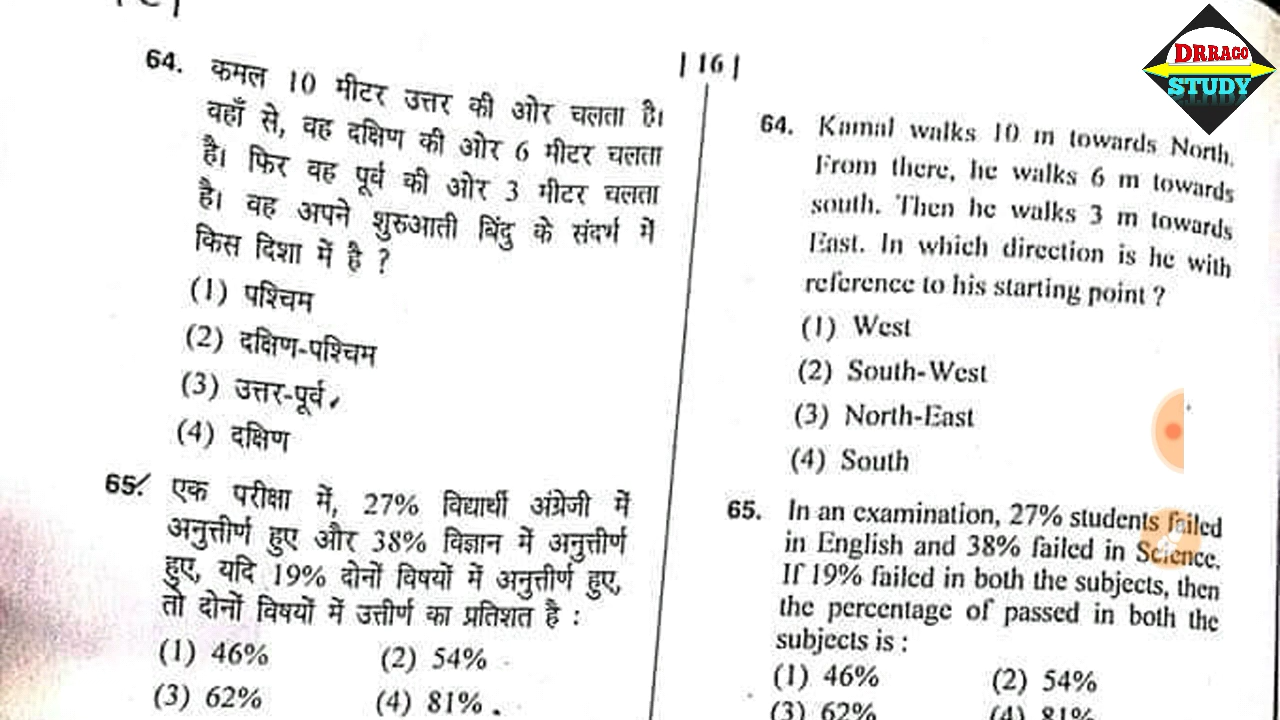 | 16 |
64. कमल 10 मीटर उत्तर की ओर चलता है।
वहाँ से, वह दक्षिण की ओर 6 मीटर चलता
है। फिर वह पूर्व की ओर 3 मीटर चलता
है। वह अपने शुरुआती बिंदु के संदर्भ में
किस दिशा में है ?
(1) पश्चिम
(2) दक्षिण-पश्चिम
(3) उत्तर-पूर्व
(4) दक्षिण
65. एक परीक्षा में, 27% विद्यार्थी अंग्रेजी में
अनुत्तीर्ण हुए और 38% विज्ञान में अनुत्तीर्ण
हुए, यदि 19% दोनों विषयों में अनुत्तीर्ण हुए,
तो दोनों विषयों में उत्तीर्ण का प्रतिशत है :
(1) 46% (2) 54%
(3) 62% (4) 81%
64. Kamal walks 10 m towards North.
From there, he walks 6 m towards
south. Then he walks 3 m towards
East. In which direction is he with
reference to his starting point ?
(1) West
(2) South-West
(3) North-East
(4) South
65. In an examination, 27% students failed
in English and 38% failed in Science.
If 19% failed in both the subjects, then
the percentage of passed in both the
subjects is :
(1) 46% (2) 54%
(3) 62% (4) 81%
DRBAGO
STUDY